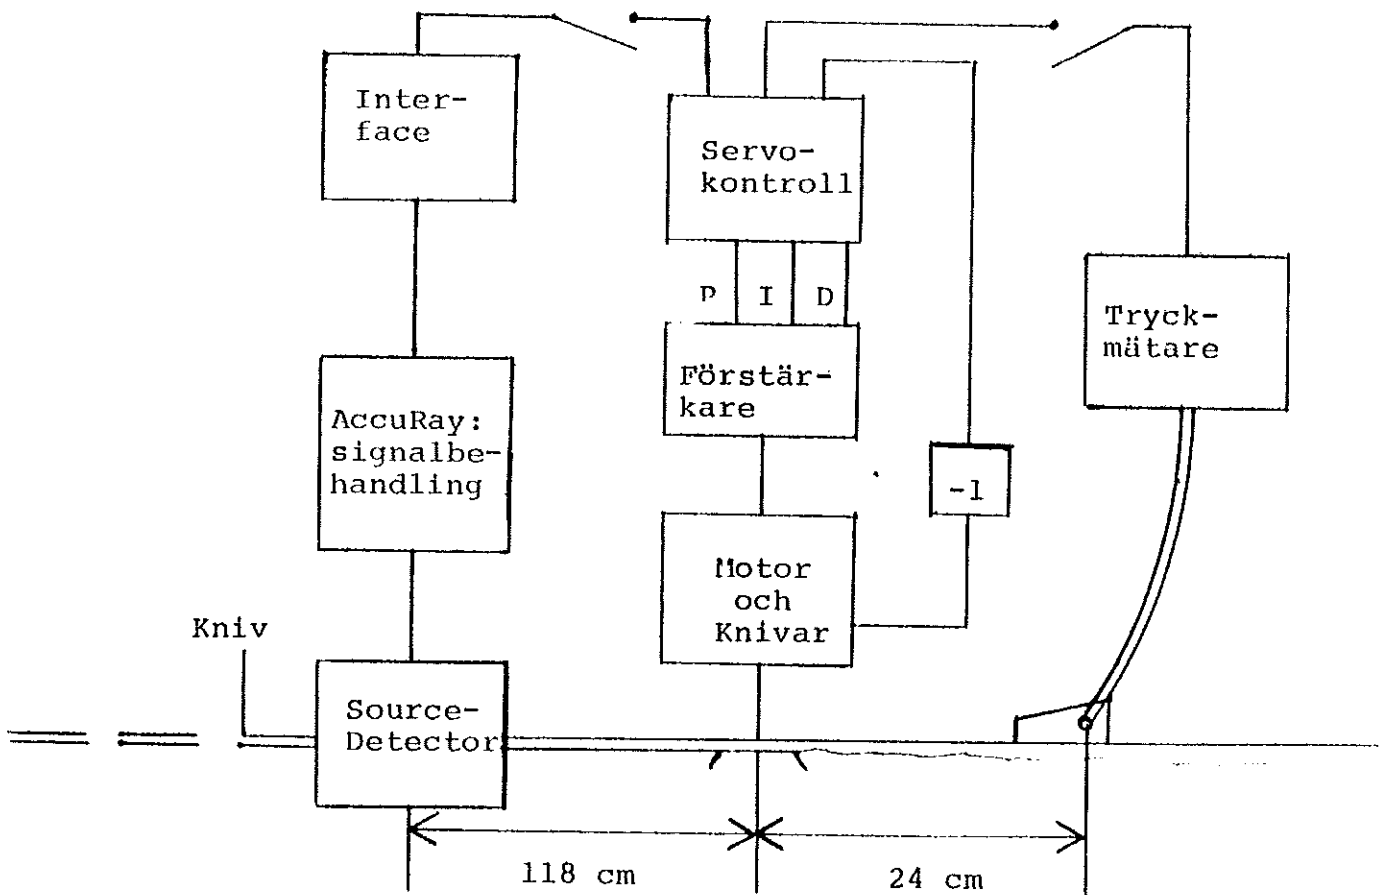 Inter-
face
Servo-
kontroll
P I D
Tryck-
mätare
Förstär-
kare
AccuRay:
signalbe-
handling
-1
Motor
och
Knivar
Kniv
Source-
Detector
118 cm
24 cm